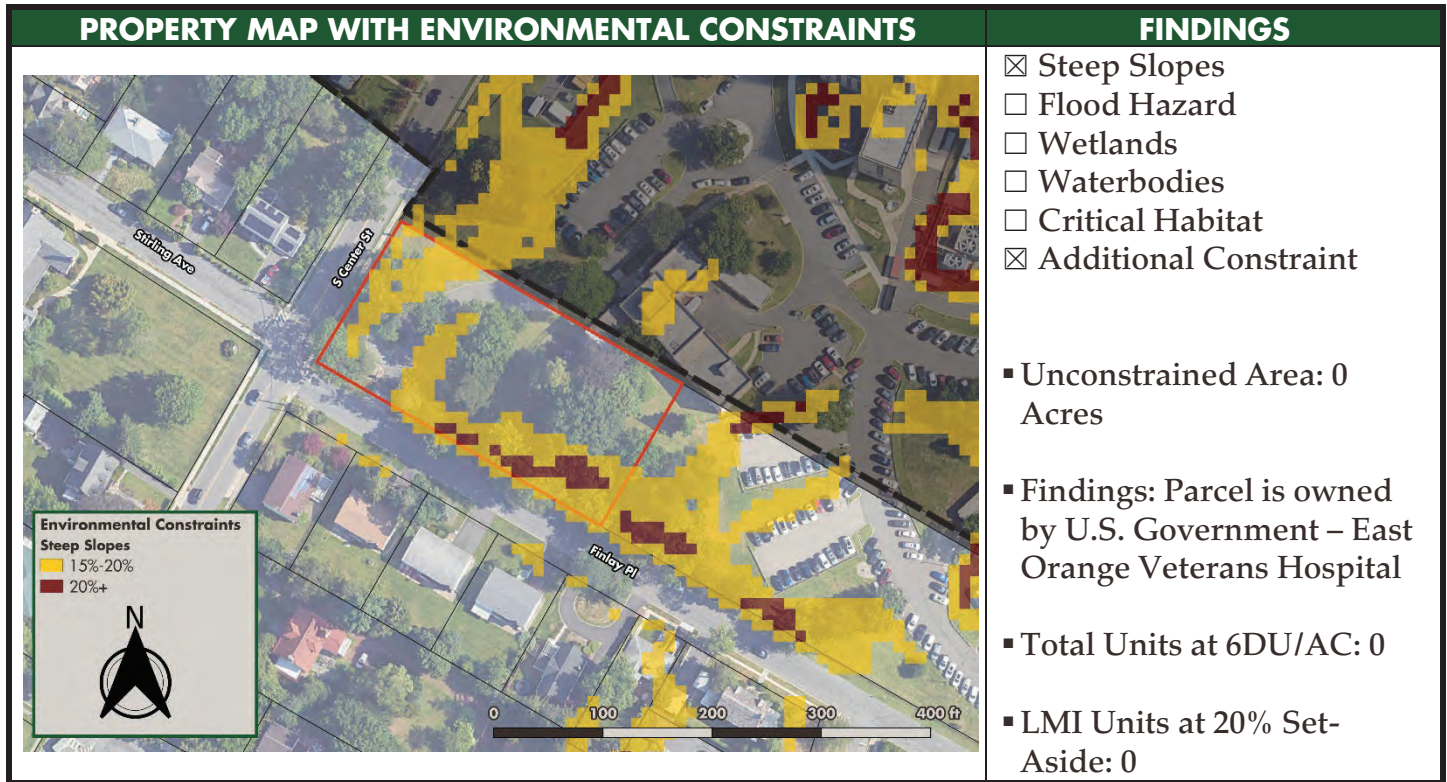 PROPERTY MAP WITH ENVIRONMENTAL CONSTRAINTS
Stirling Ave
S Center St
Finlay Pl
Environmental Constraints
Steep Slopes
15%-20%
20%+
N
0 100 200 300 400 ft
FINDINGS
☒ Steep Slopes
☐ Flood Hazard
☐ Wetlands
☐ Waterbodies
☐ Critical Habitat
☒ Additional Constraint
▪ Unconstrained Area: 0
Acres
▪ Findings: Parcel is owned
by U.S. Government – East
Orange Veterans Hospital
▪ Total Units at 6DU/AC: 0
▪ LMI Units at 20% Set-
Aside: 0